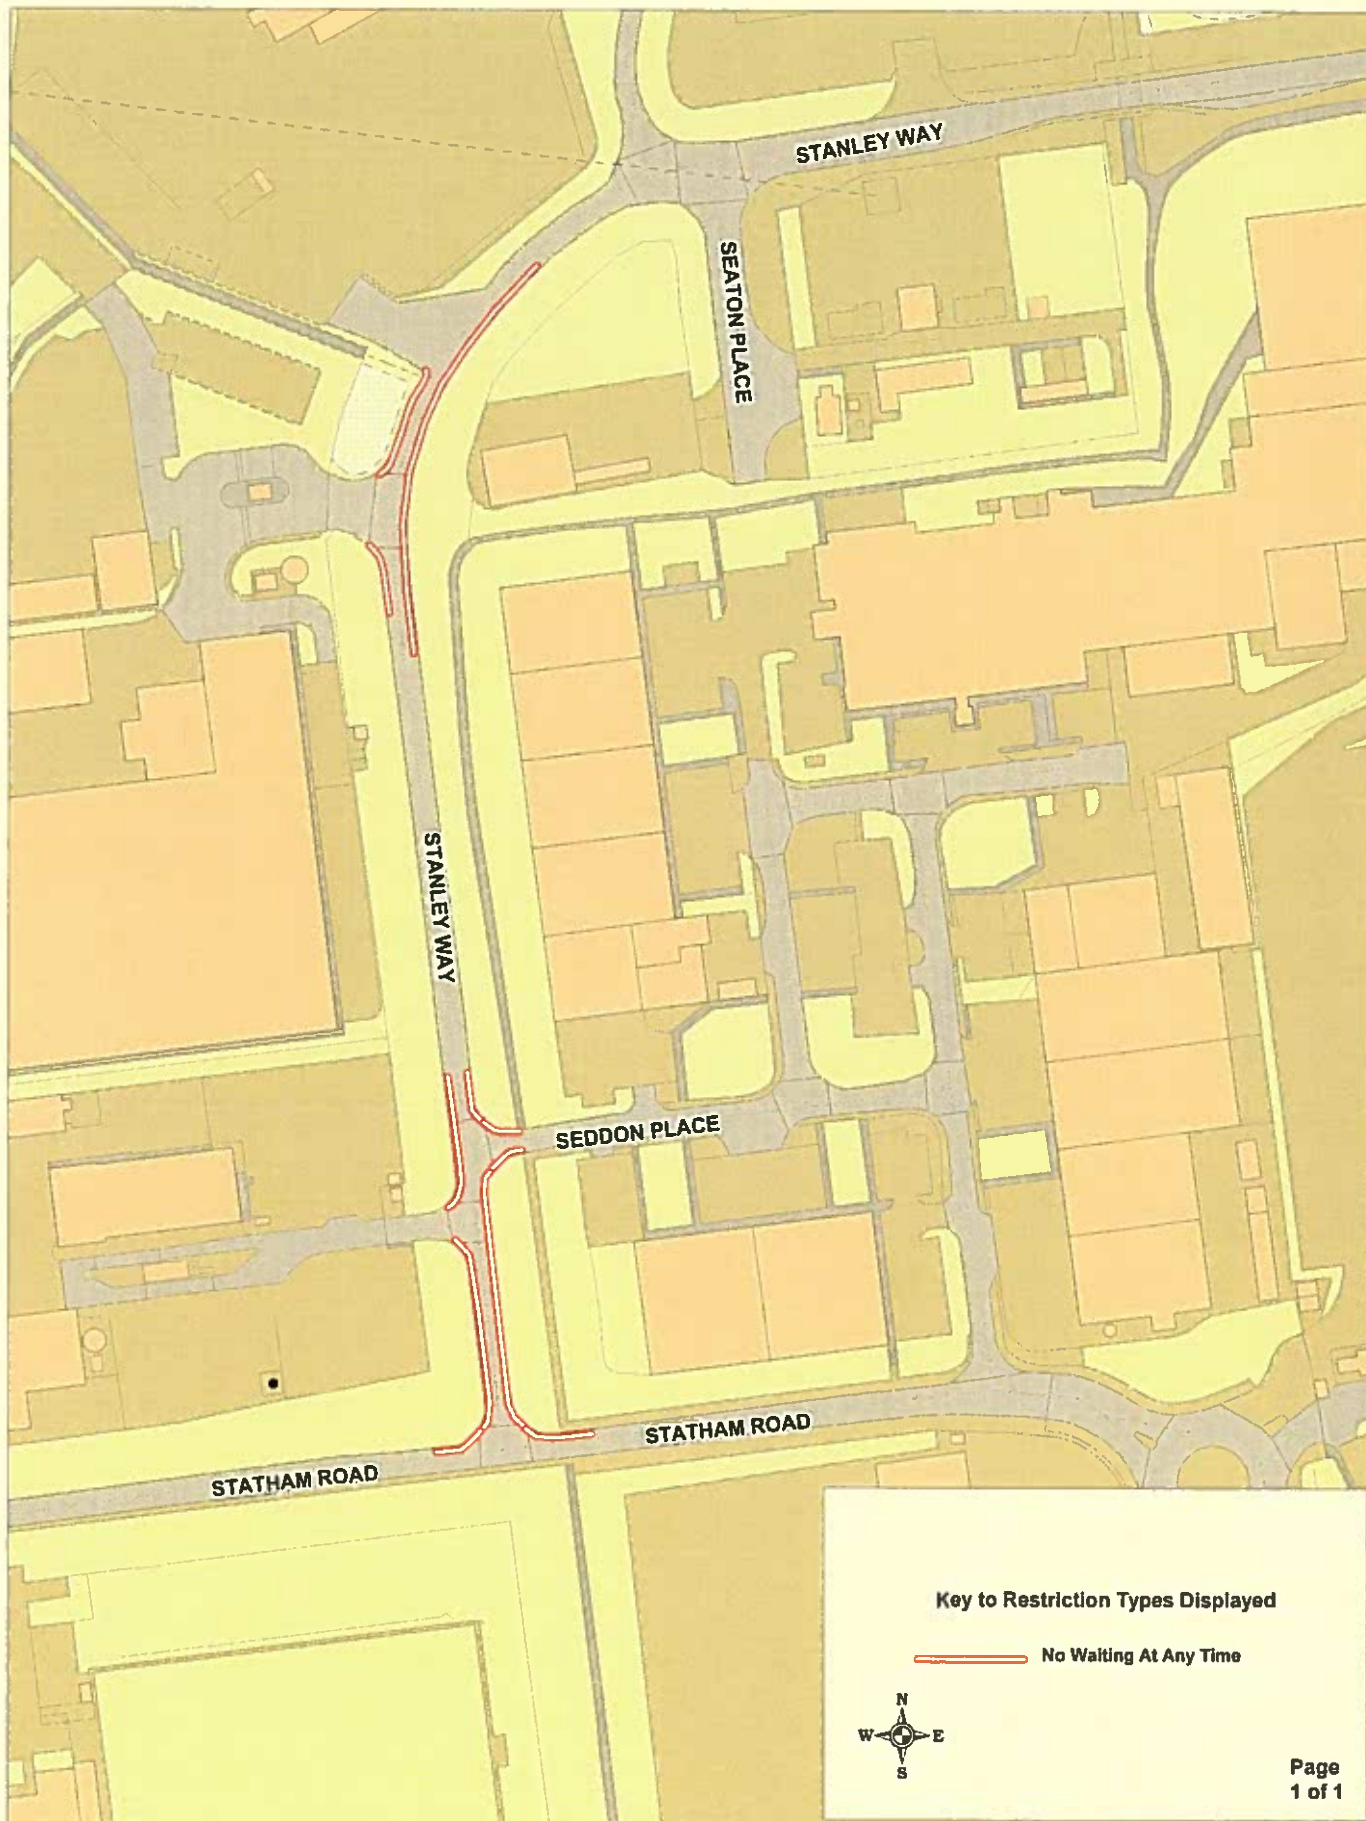 STANLEY WAY
SEATON PLACE
STANLEY WAY
SEDDON PLACE
STATHAM ROAD
STATHAM ROAD
Key to Restriction Types Displayed
No Waiting At Any Time
N
W E
S
Page
1 of 1